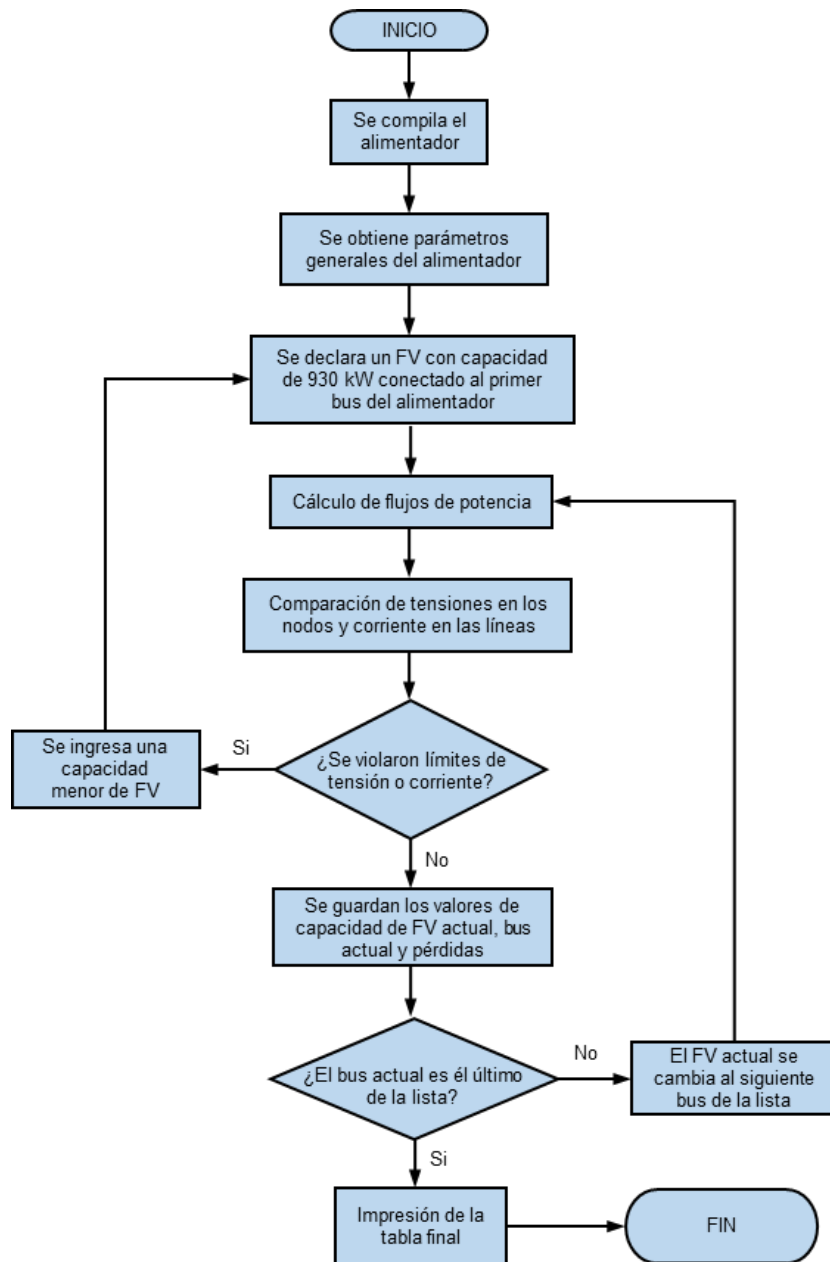 INICIO
Se compila el
alimentador
Se obtiene parámetros
generales del alimentador
Se declara un FV con capacidad
de 930 kW conectado al primer
bus del alimentador
Cálculo de flujos de potencia
Comparación de tensiones en los
nodos y corriente en las líneas
¿Se violaron límites de
tensión o corriente?
Si
Se ingresa una
capacidad
menor de FV
No
Se guardan los valores de
capacidad de FV actual, bus
actual y pérdidas
¿El bus actual es él último
de la lista?
No
El FV actual se
cambia al siguiente
bus de la lista
Si
Impresión de la
tabla final
FIN